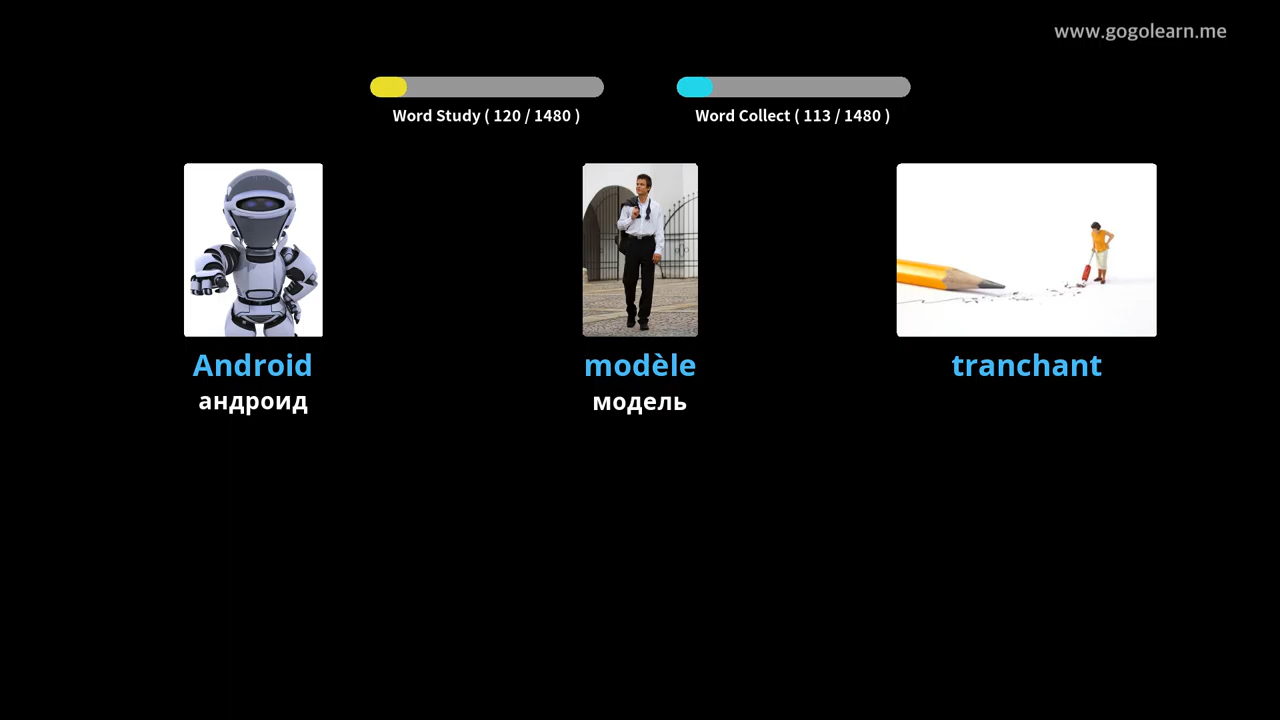 www.gogolearn.me
Word Study ( 120 / 1480 )
Word Collect ( 113 / 1480 )
Android
андроид
modèle
модель
tranchant